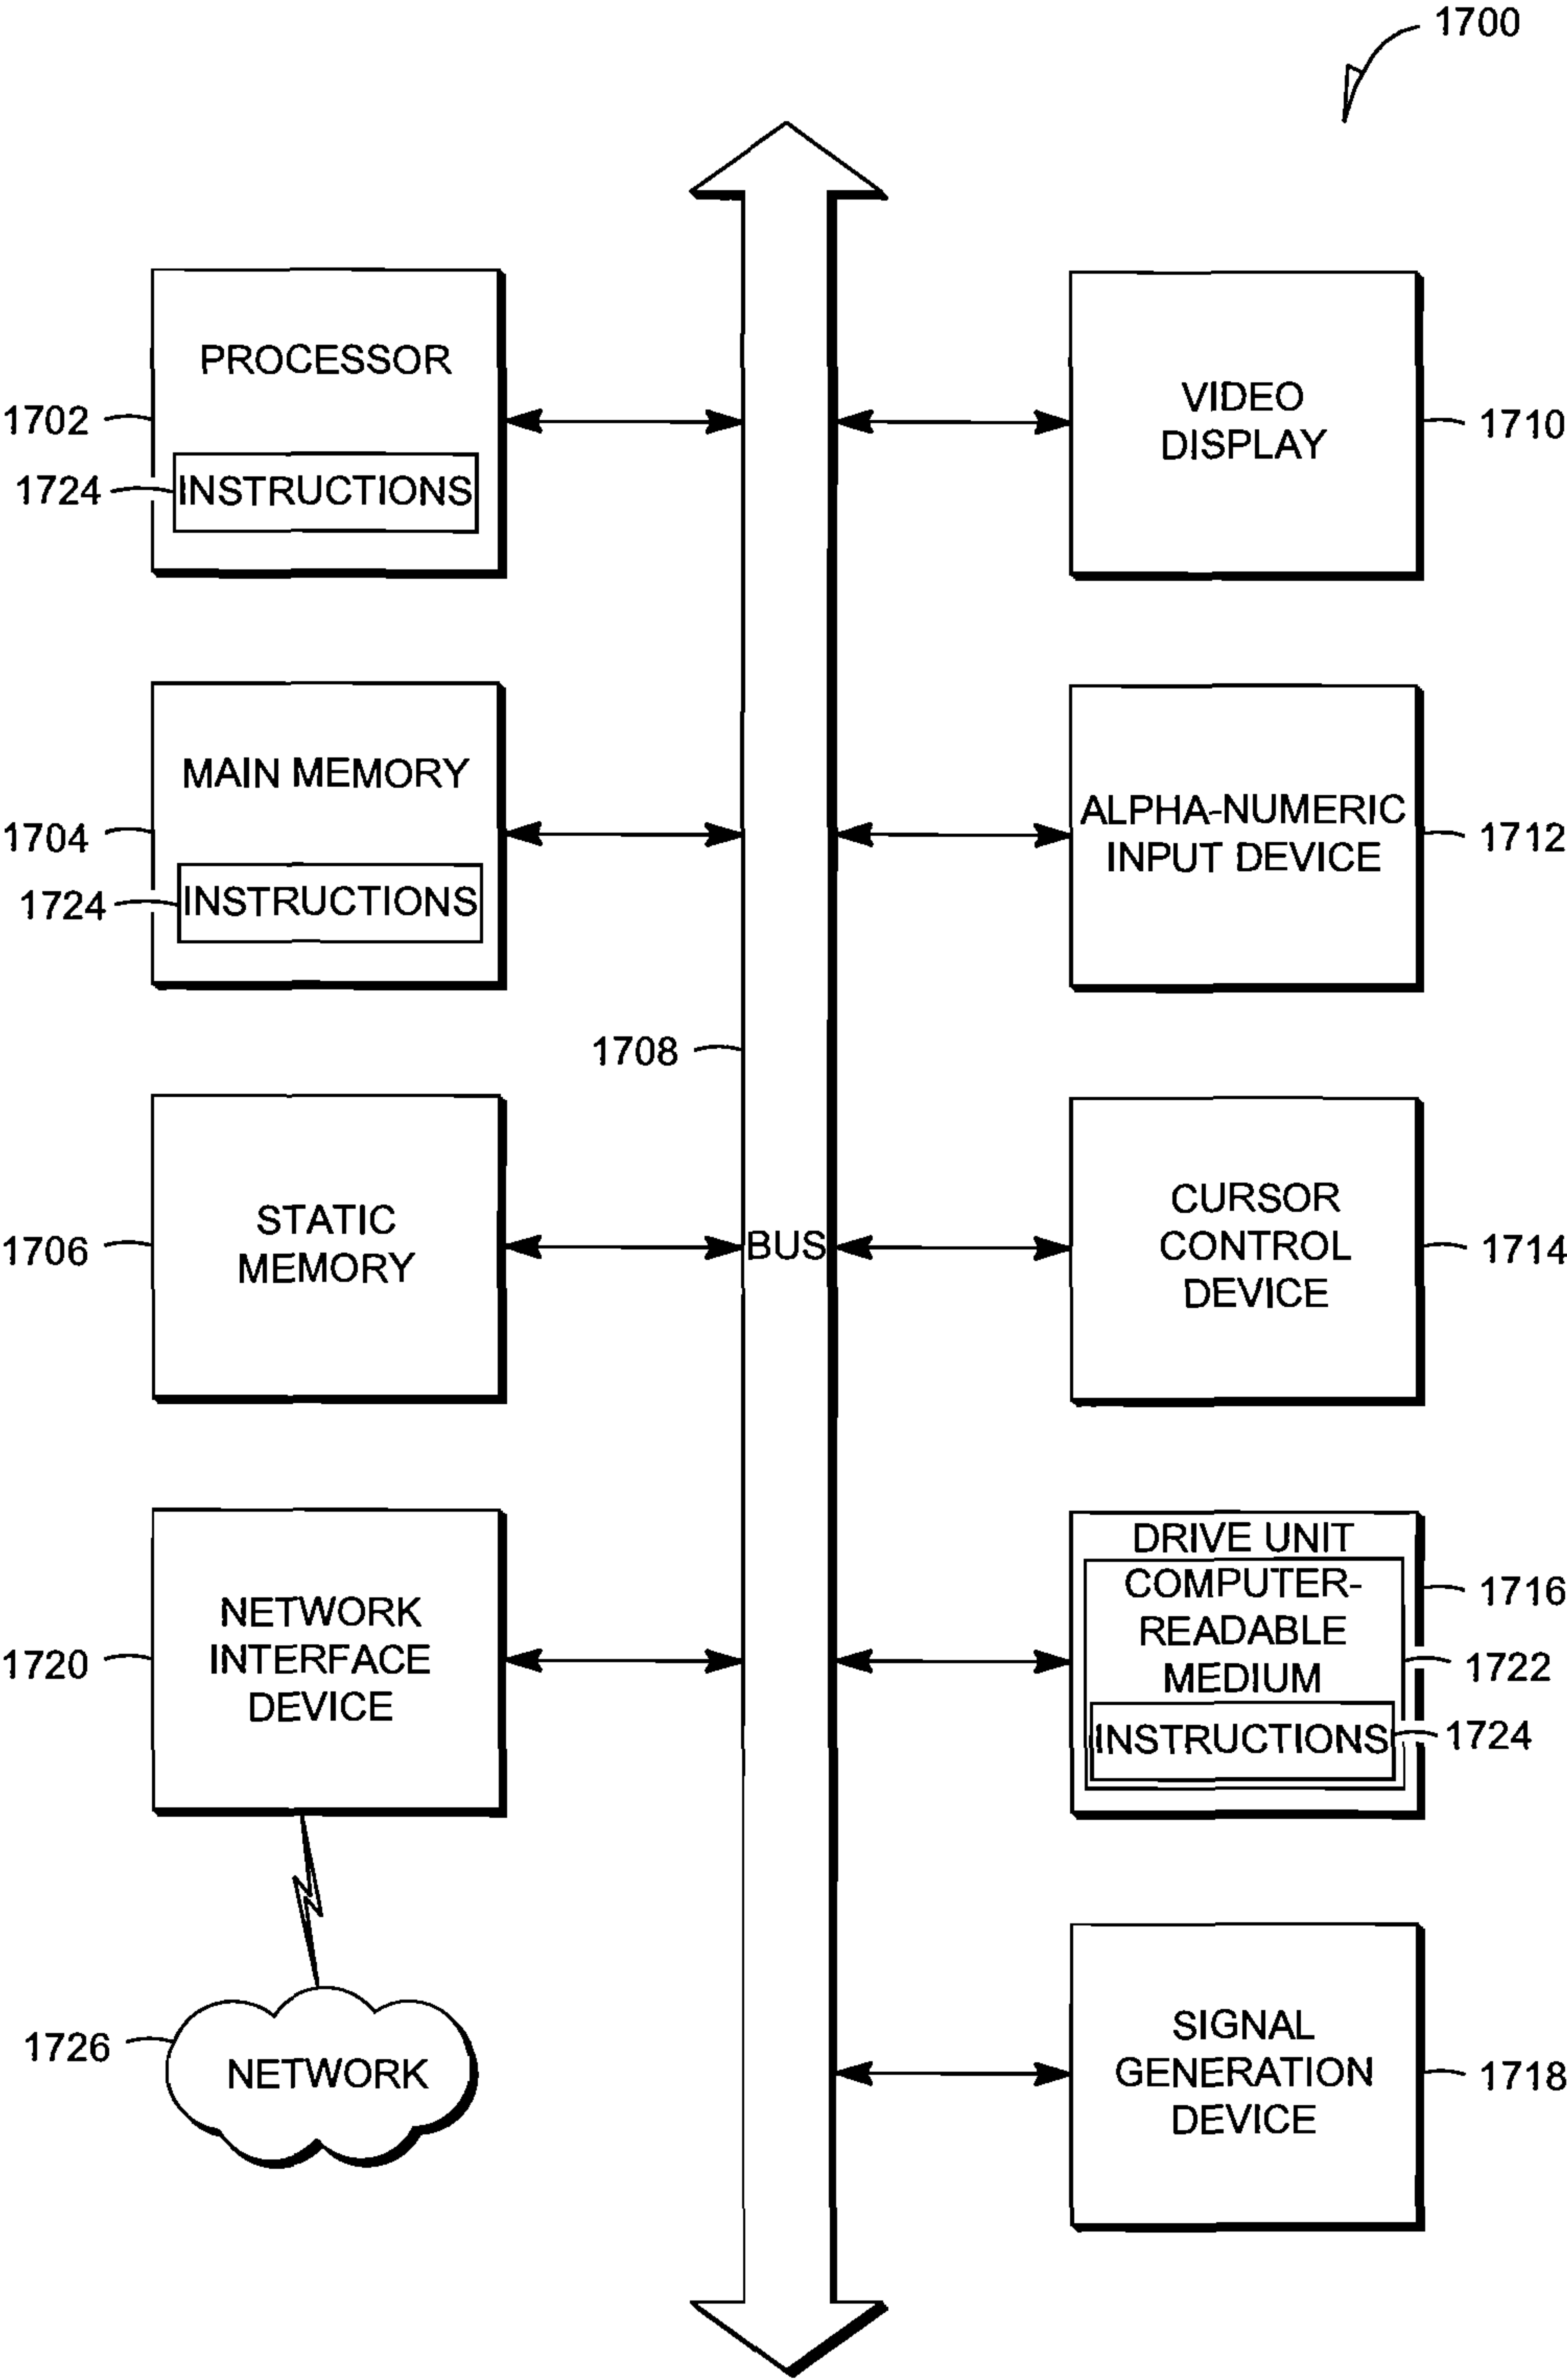 1700
PROCESSOR
1702
1724
INSTRUCTIONS
VIDEO
DISPLAY
1710
MAIN MEMORY
1704
1724
INSTRUCTIONS
ALPHA-NUMERIC
INPUT DEVICE
1712
1708
STATIC
MEMORY
1706
BUS
CURSOR
CONTROL
DEVICE
1714
NETWORK
INTERFACE
DEVICE
1720
DRIVE UNIT
COMPUTER-
READABLE
MEDIUM
INSTRUCTIONS
1716
1722
1724
1726
NETWORK
SIGNAL
GENERATION
DEVICE
1718